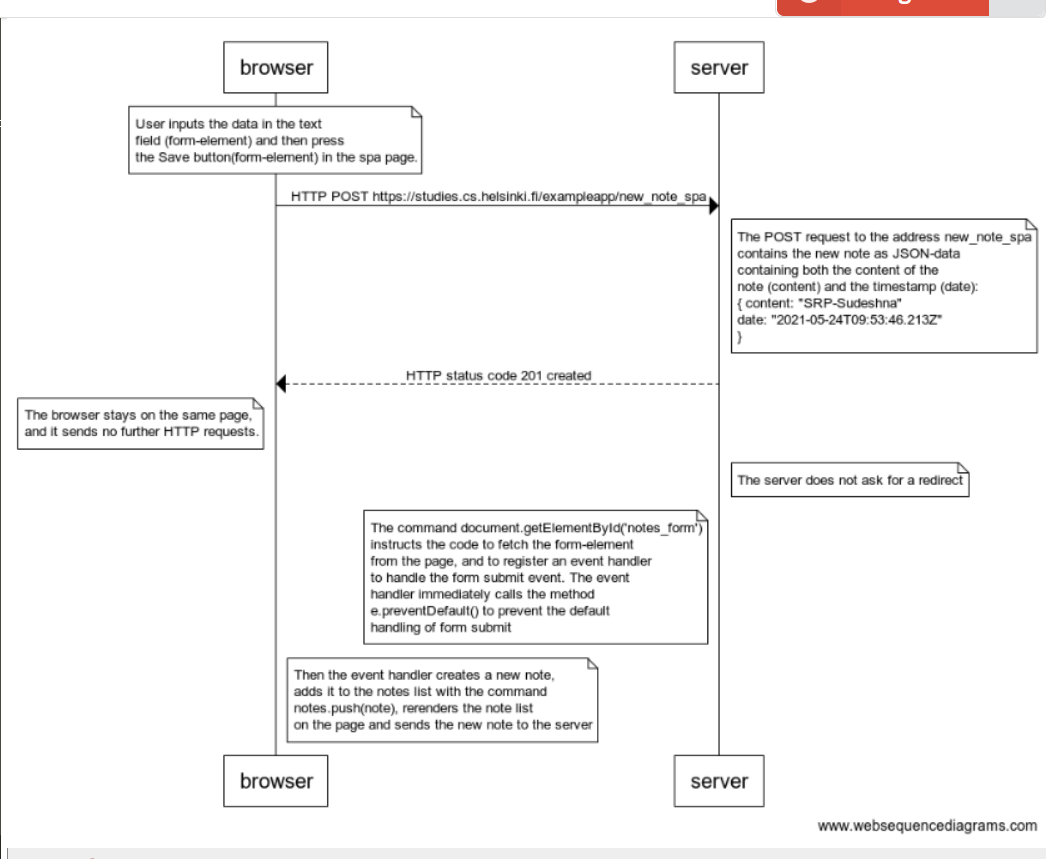 browser
server
User inputs the data in the text
field (form-element) and then press
the Save button(form-element) in the spa page.
HTTP POST https://studies.cs.helsinki.fi/exampleapp/new_note_spa
The POST request to the address new_note_spa
contains the new note as JSON-data
containing both the content of the
note (content) and the timestamp (date):
{ content: "SRP-Sudeshna"
date: "2021-05-24T09:53:46.213Z"
}
HTTP status code 201 created
The browser stays on the same page,
and it sends no further HTTP requests.
The server does not ask for a redirect
The command document.getElementById('notes_form')
instructs the code to fetch the form-element
from the page, and to register an event handler
to handle the form submit event. The event
handler immediately calls the method
e.preventDefault() to prevent the default
handling of form submit
Then the event handler creates a new note,
adds it to the notes list with the command
notes.push(note), rerenders the note list
on the page and sends the new note to the server
browser
server
www.websequencediagrams.com